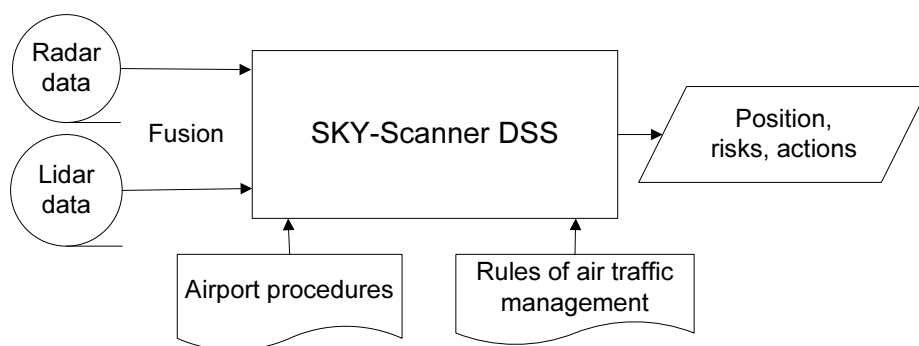 Radar
data
Fusion
Lidar
data
SKY-Scanner DSS
Position,
risks, actions
Airport procedures
Rules of air traffic
management